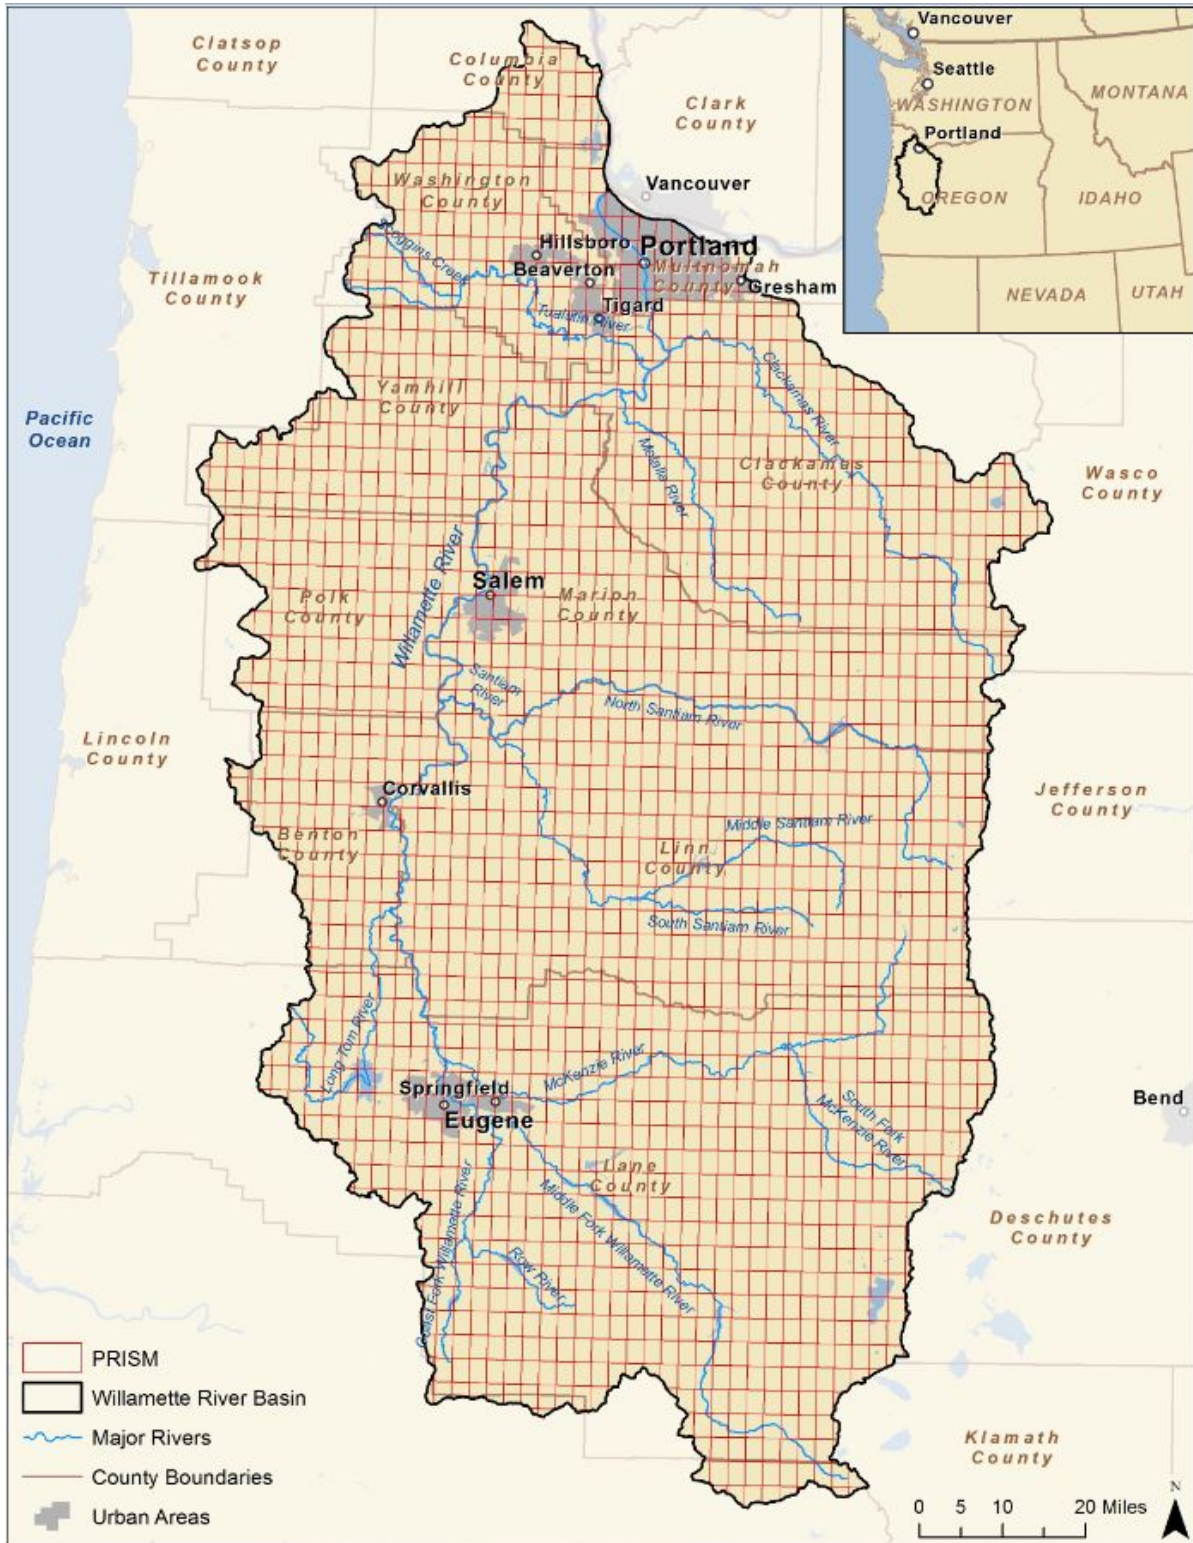 Clatsop
County
Columbia
County
Clark
County
Vancouver
Seattle
WASHINGTON
MONTANA
Portland
OREGON
IDAHO
NEVADA
UTAH
Washington
County
Vancouver
Scoggins Creek
Hillsboro
Portland
Beaverton
Multnomah
County
Gresham
Tillamook
County
Tigard
Tualatin River
Clackamas River
Yamhill
County
Pacific
Ocean
Molalla River
Clackamas
County
Wasco
County
Willamette River
Salem
Polk
County
Marion
County
Santiam
River
North Santiam River
Lincoln
County
Corvallis
Jefferson
County
Middle Santiam River
Benton
County
Linn
County
South Santiam River
Long Tom River
McKenzie River
Springfield
Eugene
South Fork
McKenzie River
Bend
Lane
County
Coast Fork Willamette River
Middle Fork Willamette River
Row River
Deschutes
County
PRISM
Willamette River Basin
Major Rivers
County Boundaries
Urban Areas
Klamath
County
N
0 5 10 20 Miles